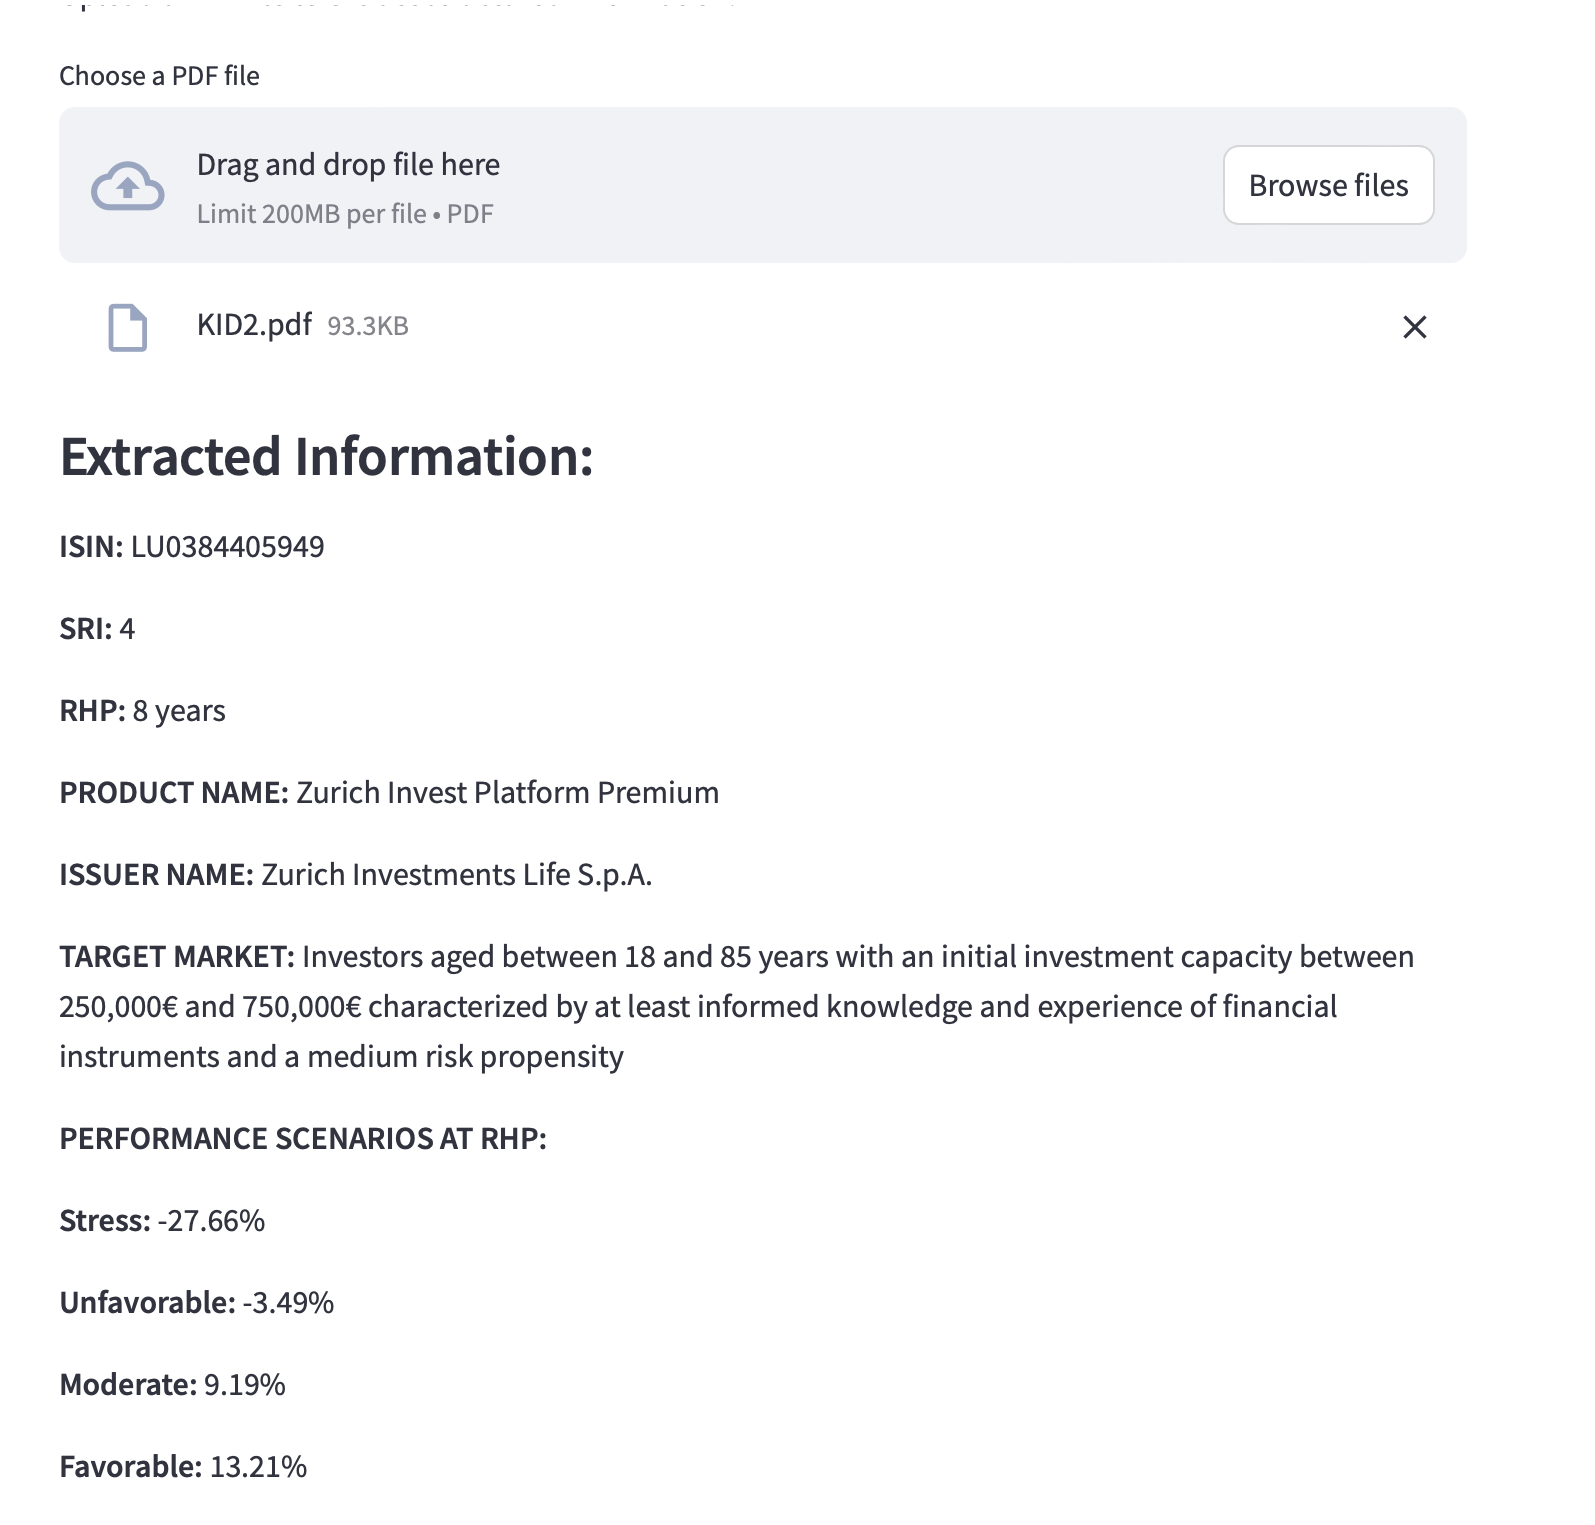 Choose a PDF file
Drag and drop file here
Limit 200MB per file • PDF
Browse files
KID2.pdf 93.3KB
Extracted Information:
ISIN: LU0384405949
SRI: 4
RHP: 8 years
PRODUCT NAME: Zurich Invest Platform Premium
ISSUER NAME: Zurich Investments Life S.p.A.
TARGET MARKET: Investors aged between 18 and 85 years with an initial investment capacity between
250,000€ and 750,000€ characterized by at least informed knowledge and experience of financial
instruments and a medium risk propensity
PERFORMANCE SCENARIOS AT RHP:
Stress: -27.66%
Unfavorable: -3.49%
Moderate: 9.19%
Favorable: 13.21%